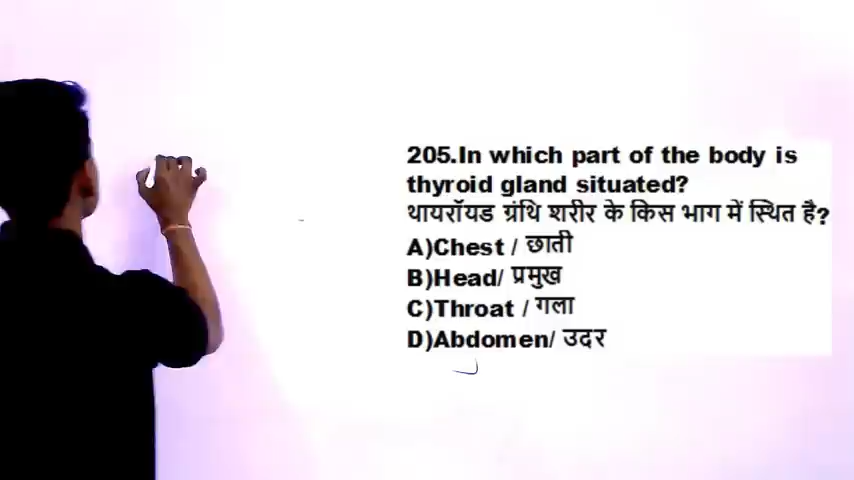 205.In which part of the body is
thyroid gland situated?
थायरॉयड ग्रंथि शरीर के किस भाग में स्थित है?
A)Chest / छाती
B)Head/ प्रमुख
C)Throat / गला
D)Abdomen/ उदर